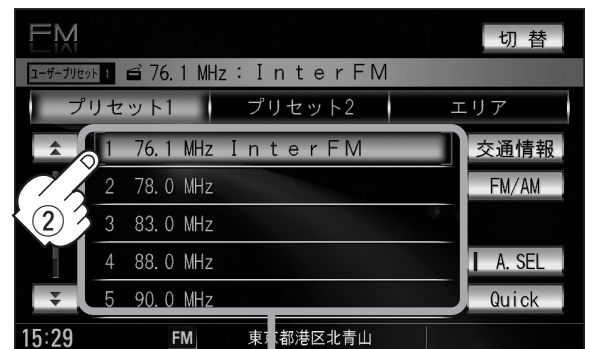 FM
切 替
ユーザープリセット 1 76.1 MHz： InterFM
プリセット1 プリセット2 エリア
1 76.1 MHz InterFM 交通情報
2 78.0 MHz FM/AM
②
3 83.0 MHz
4 88.0 MHz A.SEL
5 90.0 MHz Quick
15:29 FM 東京都港区北青山